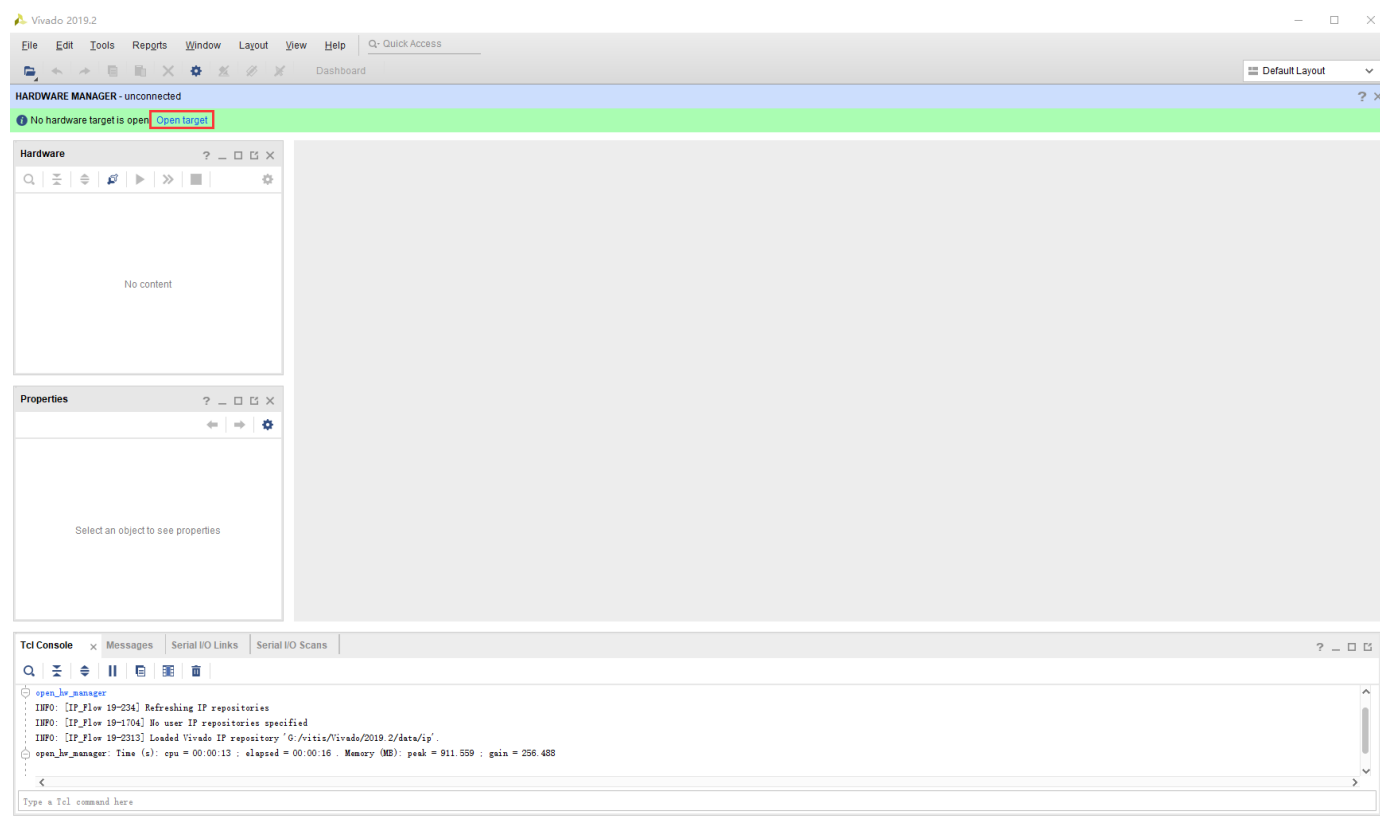 Vivado 2019.2
File Edit Tools Reports Window Layout View Help Q- Quick Access
Dashboard Default Layout
HARDWARE MANAGER - unconnected
No hardware target is open Open target
Hardware
No content
Properties
Select an object to see properties
Tcl Console Messages Serial I/O Links Serial I/O Scans
open_hw_manager
INFO: [IP_Flow 19-234] Refreshing IP repositories
INFO: [IP_Flow 19-1704] No user IP repositories specified
INFO: [IP_Flow 19-2313] Loaded Vivado IP repository 'G:/vitis/Vivado/2019.2/data/ip'.
open_hw_manager: Time (s): cpu = 00:00:13 ; elapsed = 00:00:16 . Memory (MB): peak = 911.559 ; gain = 256.488
Type a Tcl command here